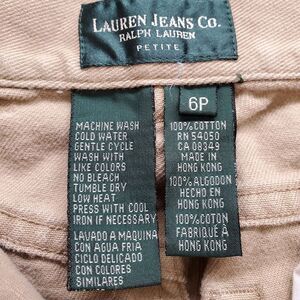 LAUREN JEANS CO.
RALPH LAUREN
PETITE
6P
MACHINE WASH
COLD WATER
GENTLE CYCLE
WASH WITH
LIKE COLORS
NO BLEACH
TUMBLE DRY
LOW HEAT
PRESS WITH COOL
IRON IF NECESSARY
LAVADO A MAQUINA
CON AGUA FRIA
CICLO DELICADO
CON COLORES
SIMILARES
100% COTTON
RN 54050
CA 08349
MADE IN
HONG KONG
100% ALGODON
HECHO EN
HONG KONG
100% COTON
FABRIQUÉ À
HONG KONG